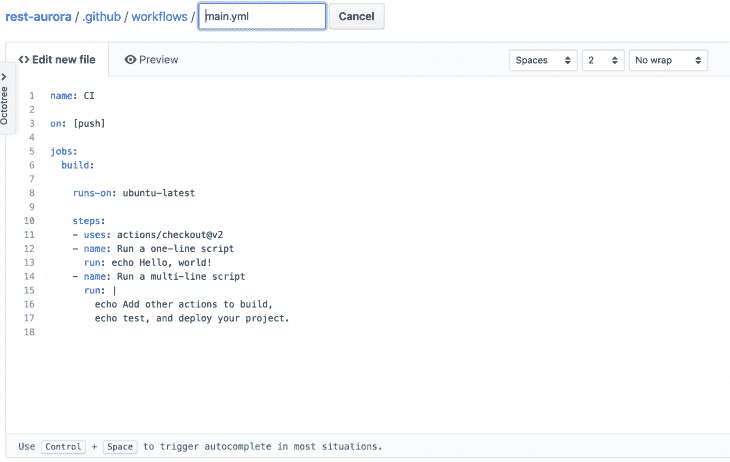 rest-aurora / .github / workflows / main.yml Cancel
<> Edit new file Preview Spaces 2 No wrap
Octotree
1 name: CI
2
3 on: [push]
4
5 jobs:
6   build:
7
8     runs-on: ubuntu-latest
9
10     steps:
11     - uses: actions/checkout@v2
12     - name: Run a one-line script
13       run: echo Hello, world!
14     - name: Run a multi-line script
15       run: |
16         echo Add other actions to build,
17         echo test, and deploy your project.
18
Use Control + Space to trigger autocomplete in most situations.